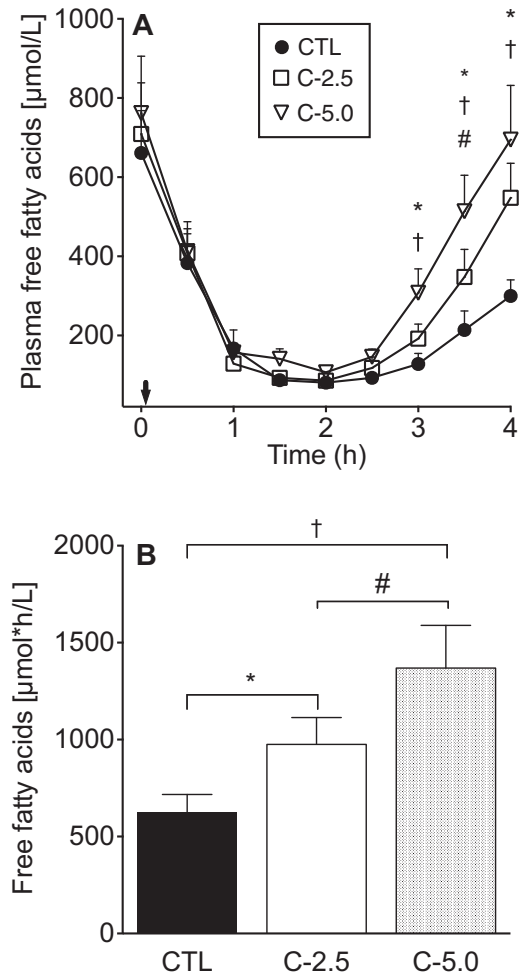 A
1000
800
600
400
200
Plasma free fatty acids [µmol/L]
CTL
C-2.5
C-5.0
*
†
*
†
#
*
†
0 1 2 3 4
Time (h)
B
2000
1500
1000
500
0
Free fatty acids [µmol*h/L]
†
#
*
CTL C-2.5 C-5.0